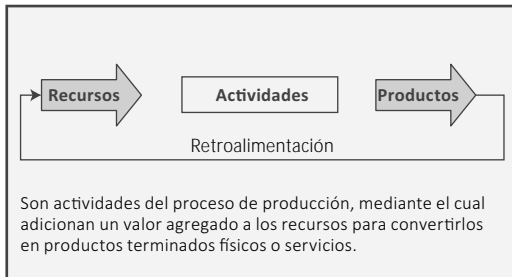 Recursos
Actividades
Productos
Retroalimentación
Son actividades del proceso de producción, mediante el cual
adicionan un valor agregado a los recursos para convertirlos
en productos terminados físicos o servicios.